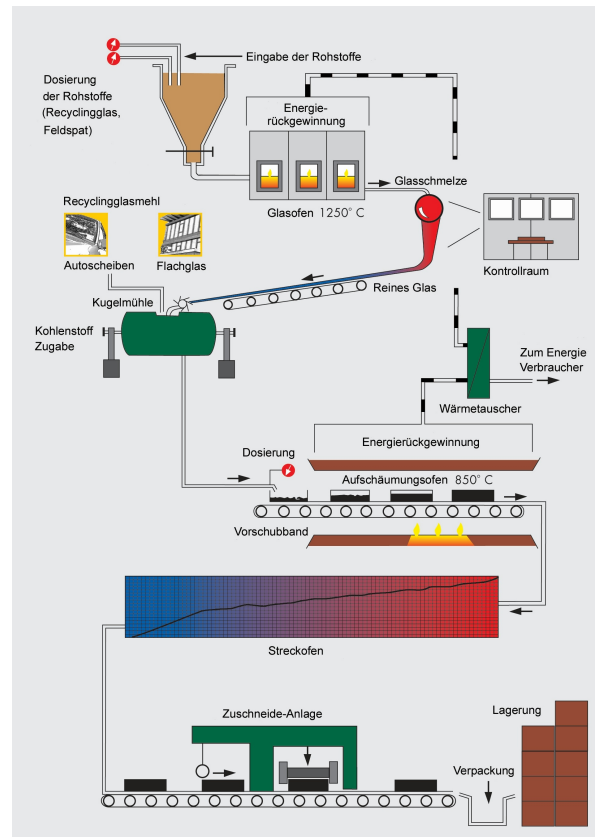 Eingabe der Rohstoffe
Dosierung
der Rohstoffe
(Recyclingglas,
Feldspat)
Energie-
rückgewinnung
Glasschmelze
Glasofen 1250° C
Recyclingglasmehl
Autoscheiben
Flachglas
Kontrollraum
Reines Glas
Kugelmühle
Kohlenstoff
Zugabe
Zum Energie
Verbraucher
Wärmetauscher
Energierückgewinnung
Dosierung
Aufschäumungsofen 850° C
Vorschubband
Streckofen
Zuschneide-Anlage
Lagerung
Verpackung